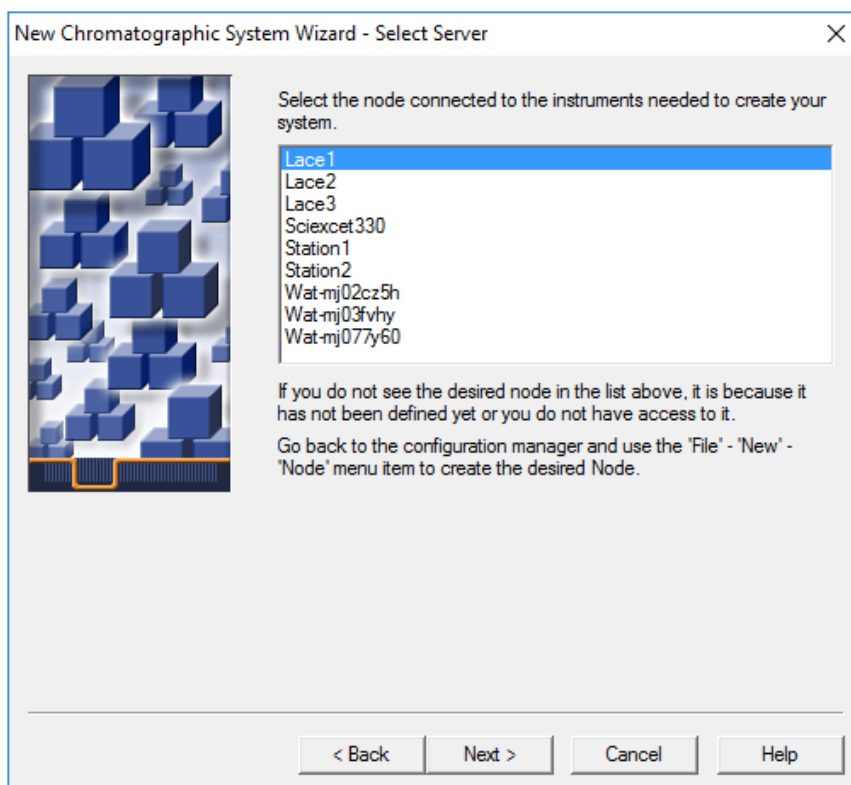 New Chromatographic System Wizard - Select Server
Select the node connected to the instruments needed to create your
system.
Lace1
Lace2
Lace3
Sciexcet330
Station1
Station2
Wat-mj02cz5h
Wat-mj03fvhy
Wat-mj077y60
If you do not see the desired node in the list above, it is because it
has not been defined yet or you do not have access to it.
Go back to the configuration manager and use the 'File' - 'New' -
'Node' menu item to create the desired Node.
< Back
Next >
Cancel
Help